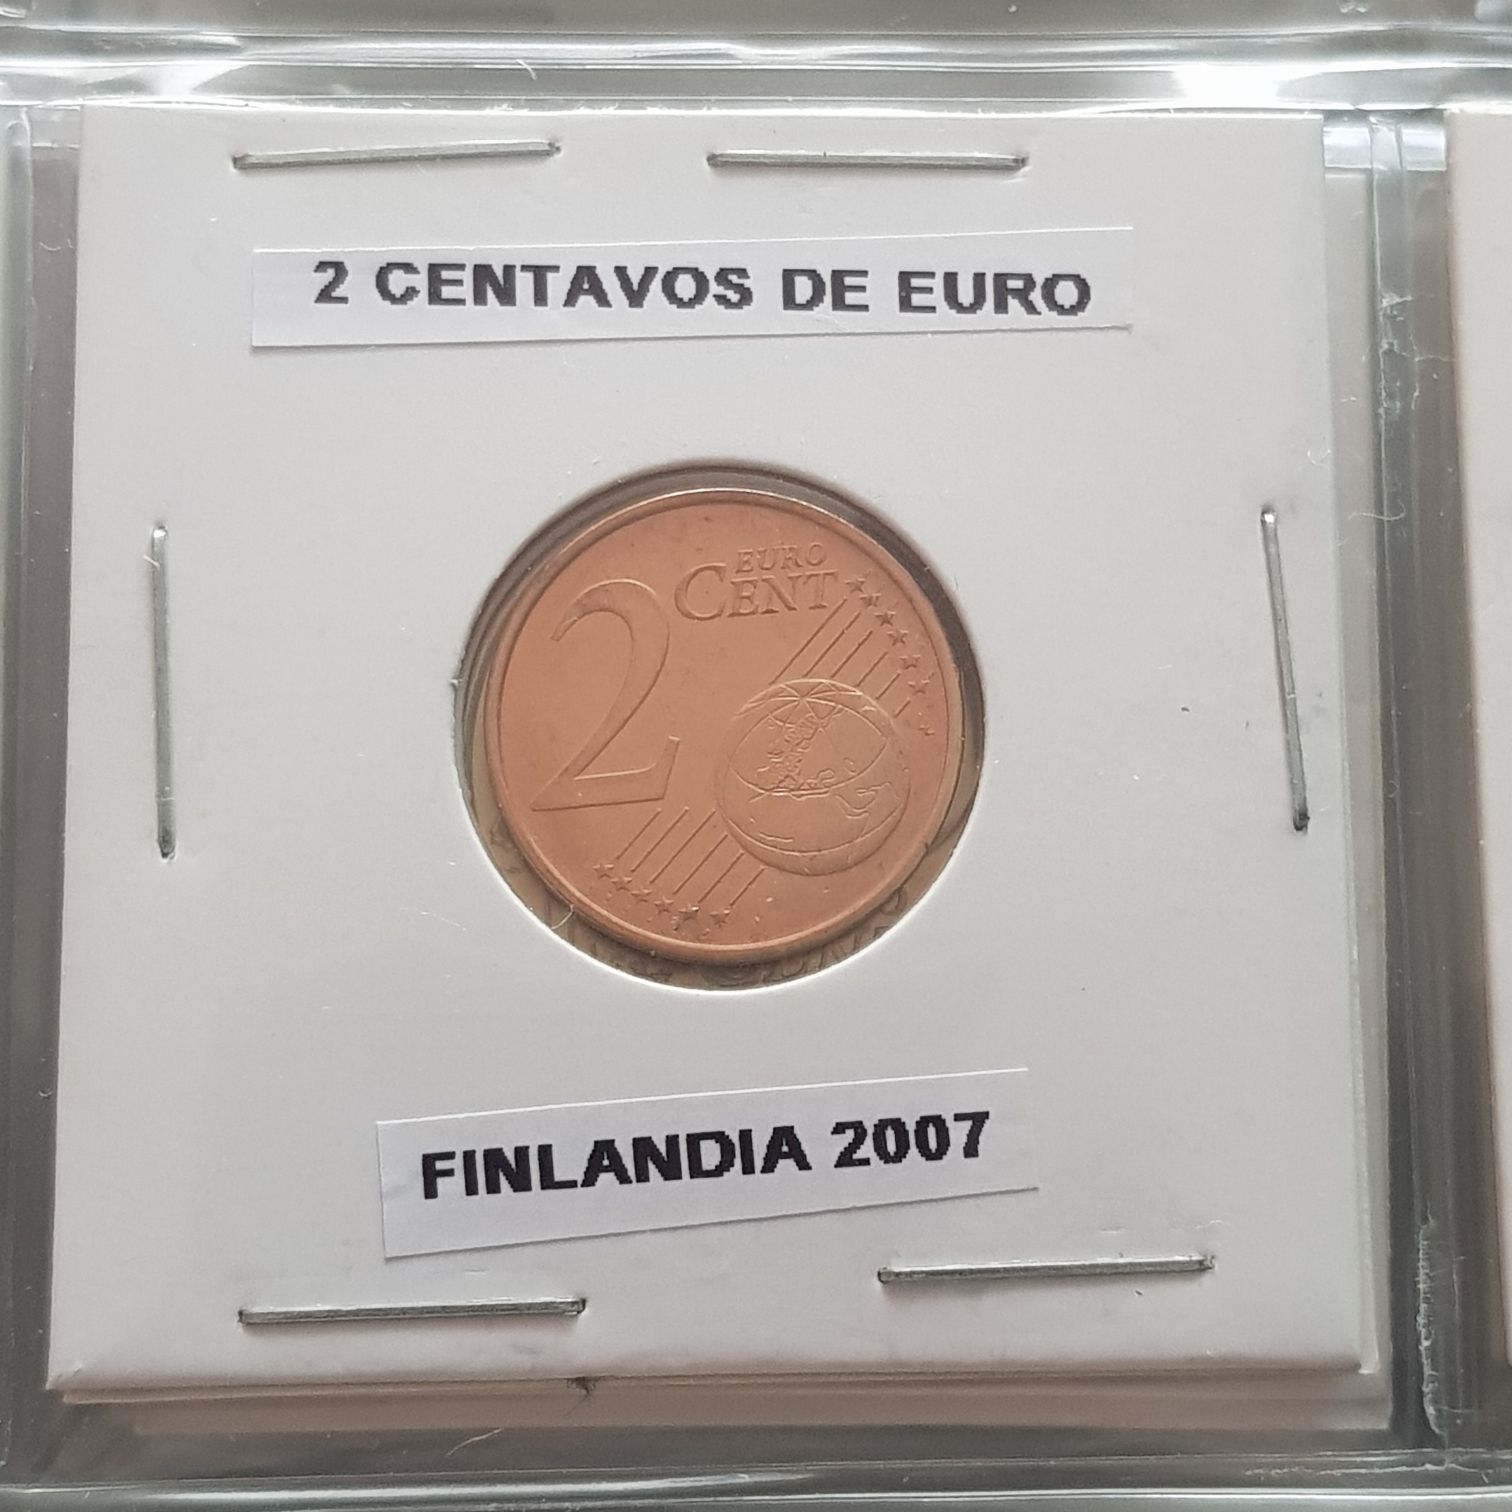 2 CENTAVOS DE EURO
2 EURO
CENT
FINLANDIA 2007